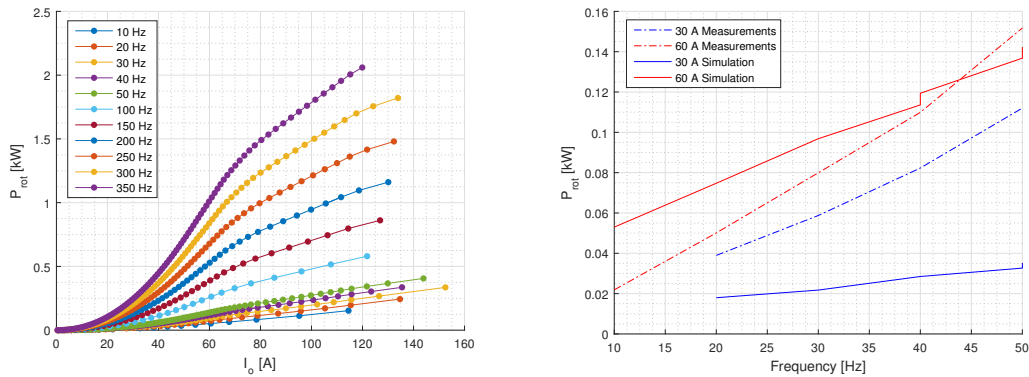 2.5
2
1.5
1
0.5
0
P_rot [kW]
10 Hz
20 Hz
30 Hz
40 Hz
50 Hz
100 Hz
150 Hz
200 Hz
250 Hz
300 Hz
350 Hz
0 20 40 60 80 100 120 140 160
I_o [A]
0.16
0.14
0.12
0.1
0.08
0.06
0.04
0.02
0
P_rot [kW]
30 A Measurements
60 A Measurements
30 A Simulation
60 A Simulation
10 15 20 25 30 35 40 45 50
Frequency [Hz]